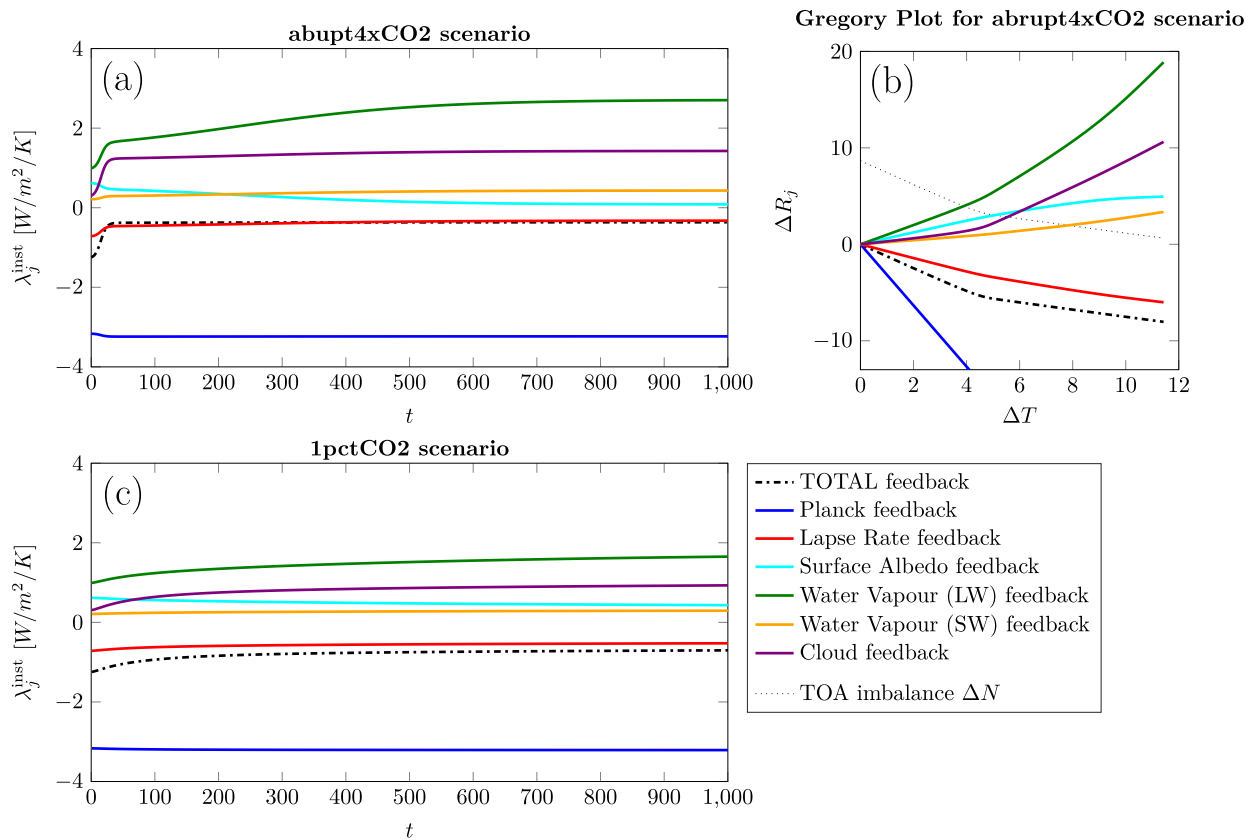 abupt4xCO2 scenario
(a)
4
2
0
−2
−4
λ_j^inst [W/m²/K]
0 100 200 300 400 500 600 700 800 900 1,000
t
Gregory Plot for abrupt4xCO2 scenario
(b)
20
10
0
−10
ΔR_j
0 2 4 6 8 10 12
ΔT
1pctCO2 scenario
(c)
4
2
0
−2
−4
λ_j^inst [W/m²/K]
0 100 200 300 400 500 600 700 800 900 1,000
t
TOTAL feedback
Planck feedback
Lapse Rate feedback
Surface Albedo feedback
Water Vapour (LW) feedback
Water Vapour (SW) feedback
Cloud feedback
TOA imbalance ΔN